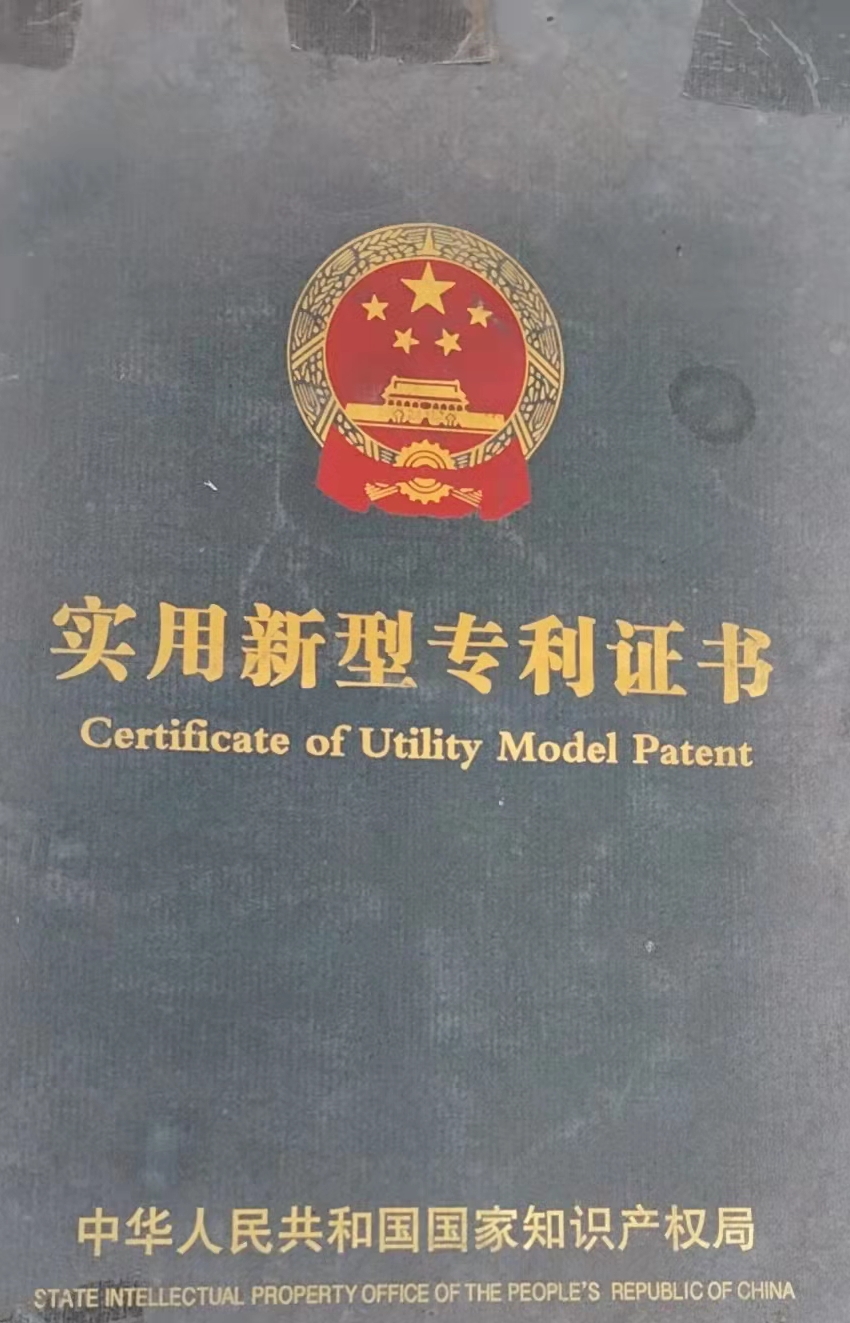 实用新型专利证书
Certificate of Utility Model Patent
中华人民共和国国家知识产权局
STATE INTELLECTUAL PROPERTY OFFICE OF THE PEOPLE'S REPUBLIC OF CHINA